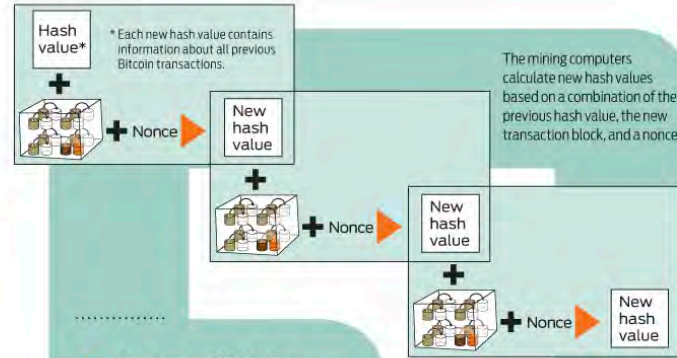 Hash
value*
* Each new hash value contains
information about all previous
Bitcoin transactions.
The mining computers
calculate new hash values
based on a combination of the
previous hash value, the new
transaction block, and a nonce
+
+ Nonce
New
hash
value
+
+ Nonce
New
hash
value
+
+ Nonce
New
hash
value
............